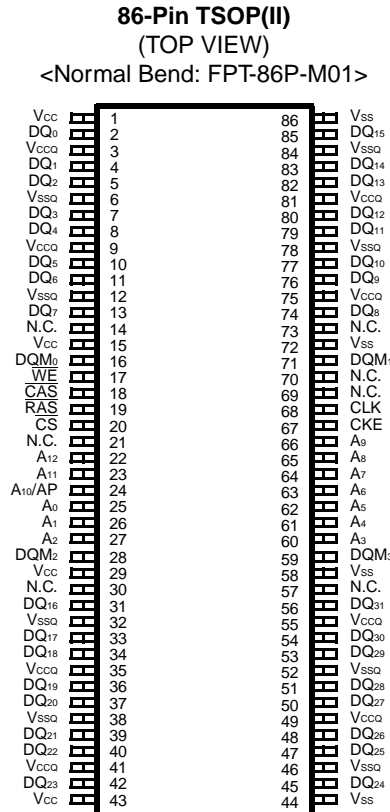 86-Pin TSOP(II)
(TOP VIEW)
<Normal Bend: FPT-86P-M01>
VCC 1 86 VSS
DQ0 2 85 DQ15
VCCQ 3 84 VSSQ
DQ1 4 83 DQ14
DQ2 5 82 DQ13
VSSQ 6 81 VCCQ
DQ3 7 80 DQ12
DQ4 8 79 DQ11
VCCQ 9 78 VSSQ
DQ5 10 77 DQ10
DQ6 11 76 DQ9
VSSQ 12 75 VCCQ
DQ7 13 74 DQ8
N.C. 14 73 N.C.
VCC 15 72 VSS
DQM0 16 71 DQM1
WE 17 70 N.C.
CAS 18 69 N.C.
RAS 19 68 CLK
CS 20 67 CKE
N.C. 21 66 A9
A12 22 65 A8
A11 23 64 A7
A10/AP 24 63 A6
A0 25 62 A5
A1 26 61 A4
A2 27 60 A3
DQM2 28 59 DQM3
VCC 29 58 VSS
N.C. 30 57 N.C.
DQ16 31 56 DQ31
VSSQ 32 55 VCCQ
DQ17 33 54 DQ30
DQ18 34 53 DQ29
VCCQ 35 52 VSSQ
DQ19 36 51 DQ28
DQ20 37 50 DQ27
VSSQ 38 49 VCCQ
DQ21 39 48 DQ26
DQ22 40 47 DQ25
VCCQ 41 46 VSSQ
DQ23 42 45 DQ24
VCC 43 44 VSS